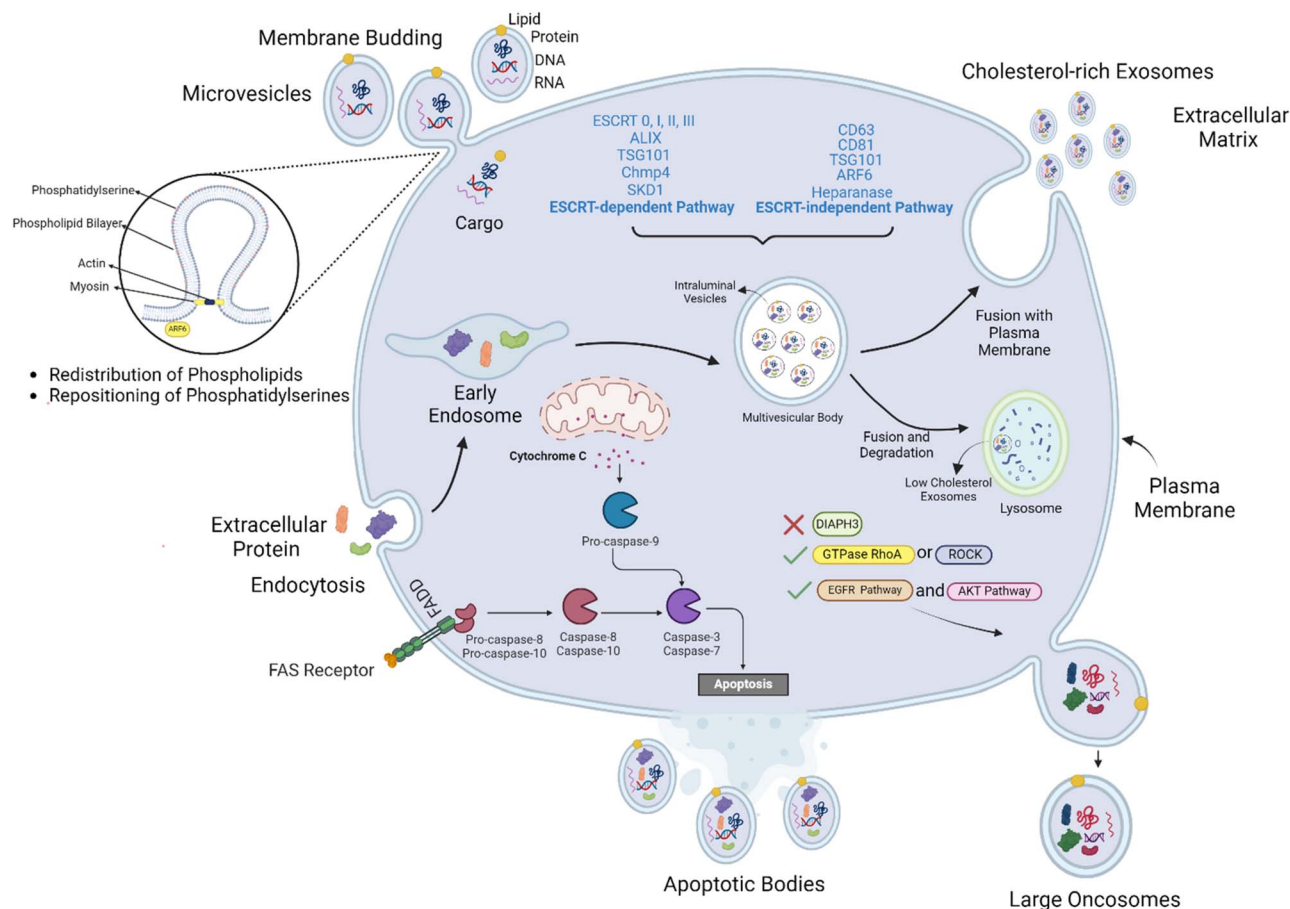 Membrane Budding
Microvesicles
Lipid
Protein
DNA
RNA
Cholesterol-rich Exosomes
Extracellular
Matrix
ESCRT 0, I, II, III
ALIX
TSG101
Chmp4
SKD1
ESCRT-dependent Pathway
CD63
CD81
TSG101
ARF6
Heparanase
ESCRT-independent Pathway
Cargo
Phosphatidylserine
Phospholipid Bilayer
Actin
Myosin
ARF6
• Redistribution of Phospholipids
• Repositioning of Phosphatidylserines
Intraluminal
Vesicles
Multivesicular Body
Fusion with
Plasma
Membrane
Early
Endosome
Fusion and
Degradation
Low Cholesterol
Exosomes
Lysosome
Plasma
Membrane
Cytochrome C
Pro-caspase-9
Extracellular
Protein
Endocytosis
DIAPH3
GTPase RhoA or ROCK
EGFR Pathway and AKT Pathway
FADD
FAS Receptor
Pro-caspase-8
Pro-caspase-10
Caspase-8
Caspase-10
Caspase-3
Caspase-7
Apoptosis
Apoptotic Bodies
Large Oncosomes